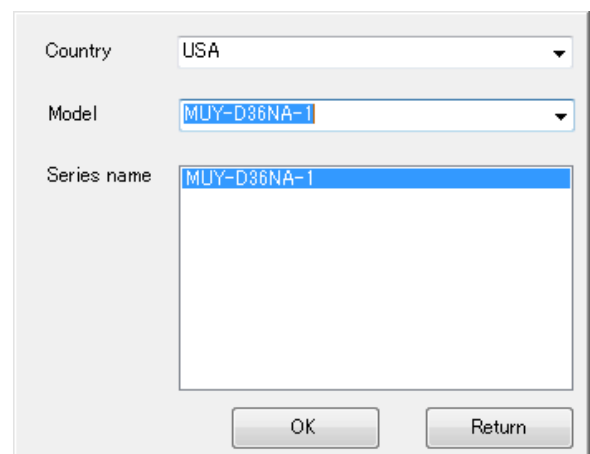 Country USA
Model MUY-D36NA-1
Series name MUY-D36NA-1
OK Return